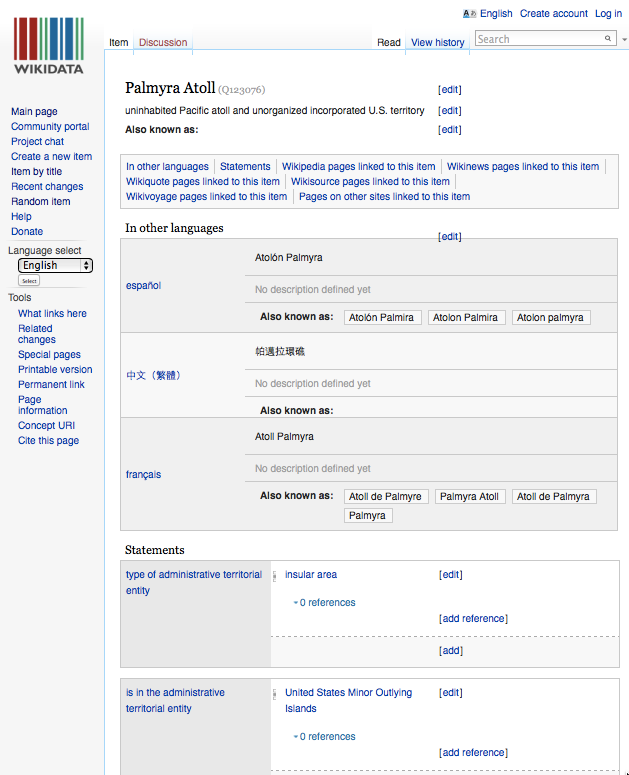 English Create account Log in
WIKIDATA
Item Discussion Read View history Search
Palmyra Atoll (Q123076) [edit]
uninhabited Pacific atoll and unorganized incorporated U.S. territory [edit]
Also known as: [edit]
Main page
Community portal
Project chat
Create a new item
Item by title
Recent changes
Random item
Help
Donate
Language select
English
Select
Tools
What links here
Related
changes
Special pages
Printable version
Permanent link
Page
information
Concept URI
Cite this page
In other languages Statements Wikipedia pages linked to this item Wikinews pages linked to this item
Wikiquote pages linked to this item Wikisource pages linked to this item
Wikivoyage pages linked to this item Pages on other sites linked to this item
In other languages
[edit]
español
Atolón Palmyra
No description defined yet
Also known as: Atolón Palmira Atolon Palmira Atolon palmyra
中文（繁體）
帕邁拉環礁
No description defined yet
Also known as:
français
Atoll Palmyra
No description defined yet
Also known as: Atoll de Palmyre Palmyra Atoll Atoll de Palmyra
Palmyra
Statements
type of administrative territorial
entity
insular area [edit]
0 references
[add reference]
[add]
is in the administrative
territorial entity
United States Minor Outlying
Islands
[edit]
0 references
[add reference]